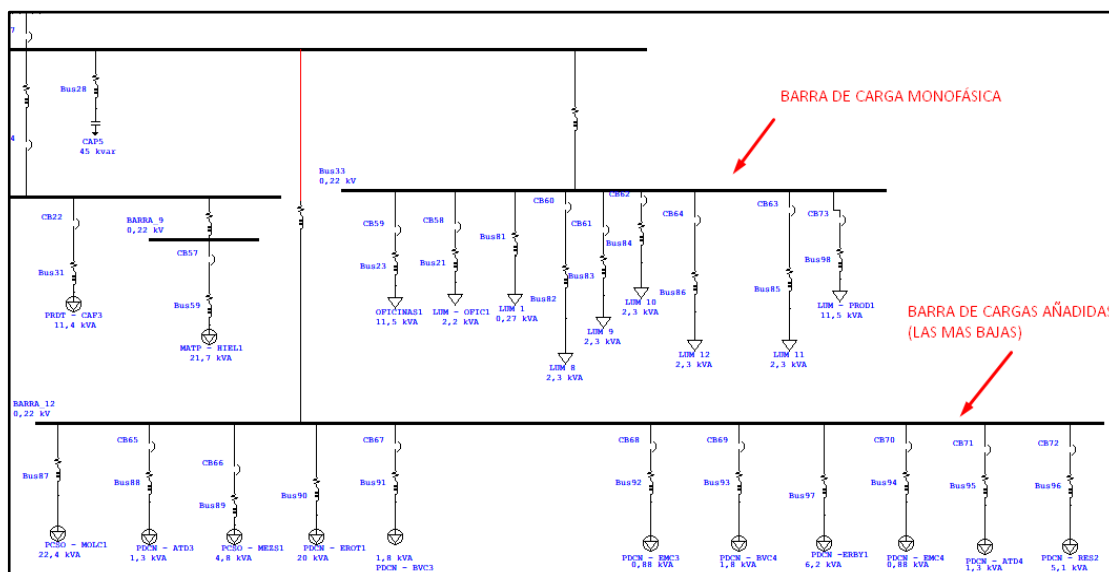 7
Bus28
CAP5
45 kvar
4
BARRA DE CARGA MONOFÁSICA
Bus33
0,22 kV
CB22
BARRA_9
0,22 kV
CB57
Bus31
Bus59
PRDT - CAF3
11,4 kVA
MATP - HIEL1
21,7 kVA
CB59
CB58
Bus81
CB60
CB61
CB62
CB64
CB63
CB73
Bus23
Bus21
Bus82
Bus83
Bus84
Bus86
Bus85
Bus98
OFICINAS1
11,5 kVA
LUM - OFIC1
2,2 kVA
LUM 1
0,27 kVA
LUM 8
2,3 kVA
LUM 9
2,3 kVA
LUM 10
2,3 kVA
LUM 12
2,3 kVA
LUM 11
2,3 kVA
LUM - PROD1
11,5 kVA
BARRA DE CARGAS AÑADIDAS
(LAS MAS BAJAS)
BARRA_12
0,22 kV
CB65
CB66
CB67
CB68
CB69
CB70
CB71
CB72
Bus87
Bus88
Bus89
Bus90
Bus91
Bus92
Bus93
Bus97
Bus94
Bus95
Bus96
PCSO - MOLC1
22,4 kVA
PDCN - ATD3
1,3 kVA
PCSO - MEZS1
4,8 kVA
PDCN - EROT1
20 kVA
1,8 kVA
PDCN - BVC3
PDCN - EMC3
0,88 kVA
PDCN - BVC4
1,8 kVA
PDCN -ERBY1
6,2 kVA
PDCN - EMC4
0,88 kVA
PDCN - ATD4
1,3 kVA
PDCN - RES2
5,1 kVA